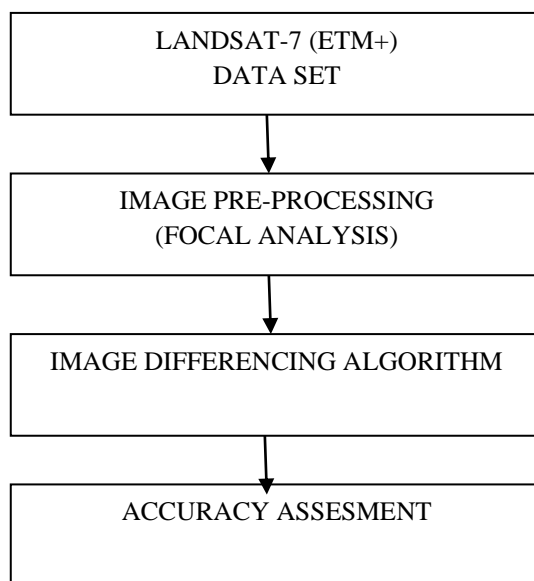 LANDSAT-7 (ETM+)
DATA SET
IMAGE PRE-PROCESSING
(FOCAL ANALYSIS)
IMAGE DIFFERENCING ALGORITHM
ACCURACY ASSESMENT